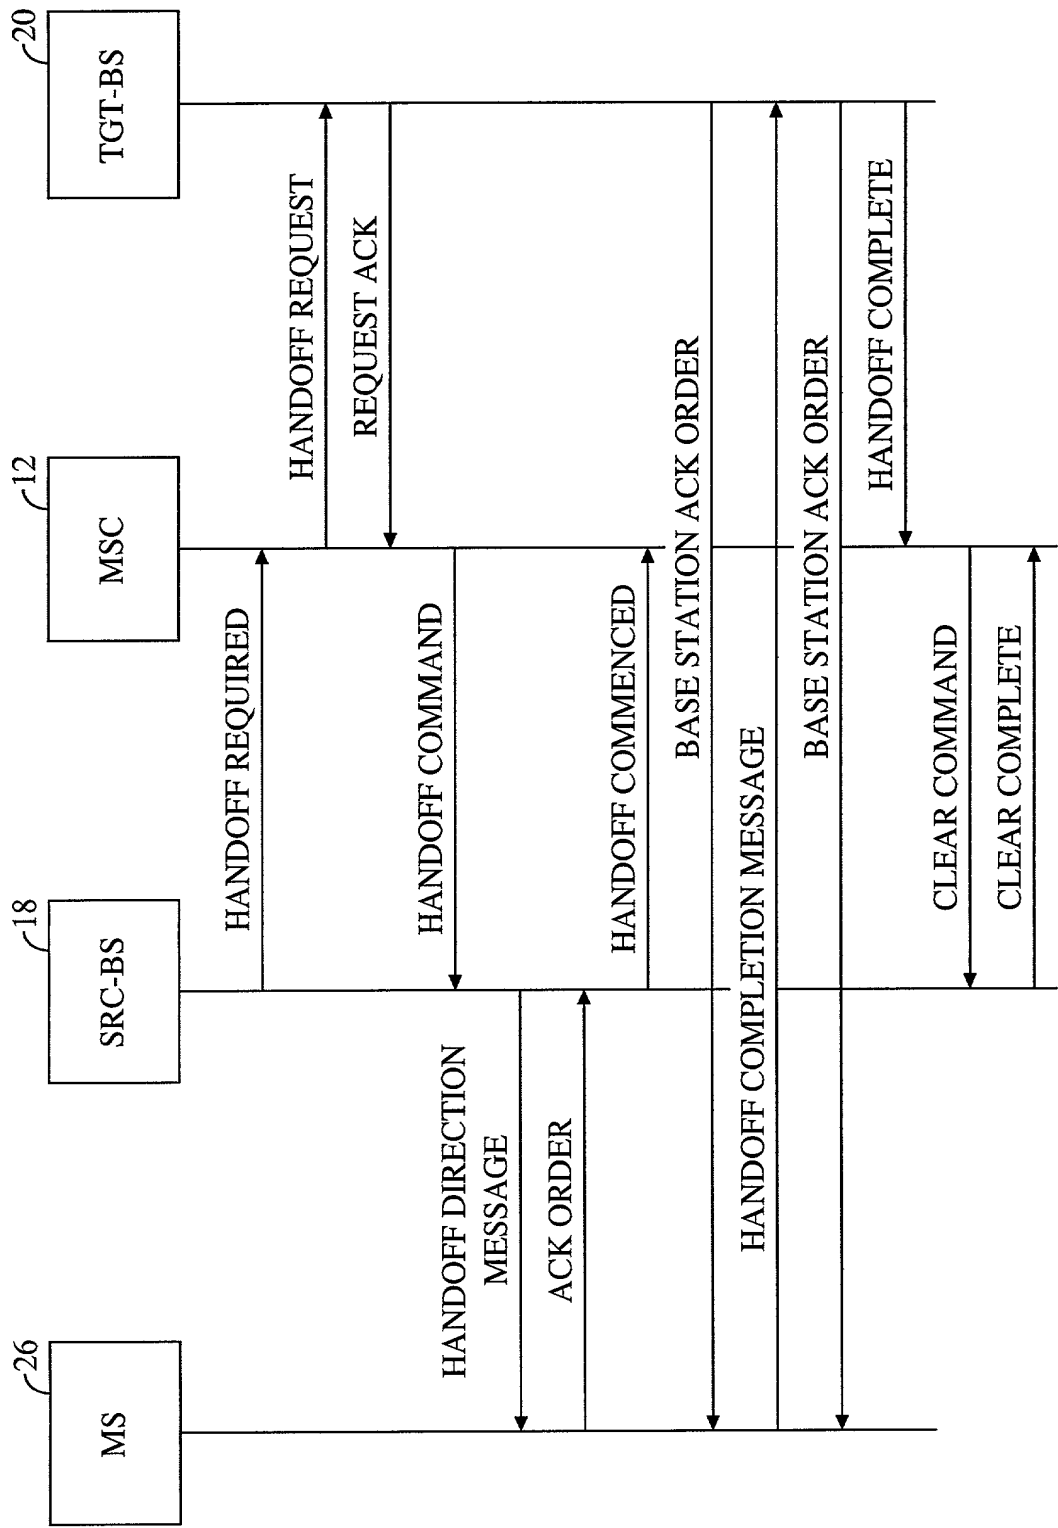 26
MS
18
SRC-BS
12
MSC
20
TGT-BS
HANDOFF REQUIRED
HANDOFF REQUEST
REQUEST ACK
HANDOFF COMMAND
HANDOFF DIRECTION
MESSAGE
ACK ORDER
HANDOFF COMMENCED
BASE STATION ACK ORDER
HANDOFF COMPLETION MESSAGE
BASE STATION ACK ORDER
HANDOFF COMPLETE
CLEAR COMMAND
CLEAR COMPLETE